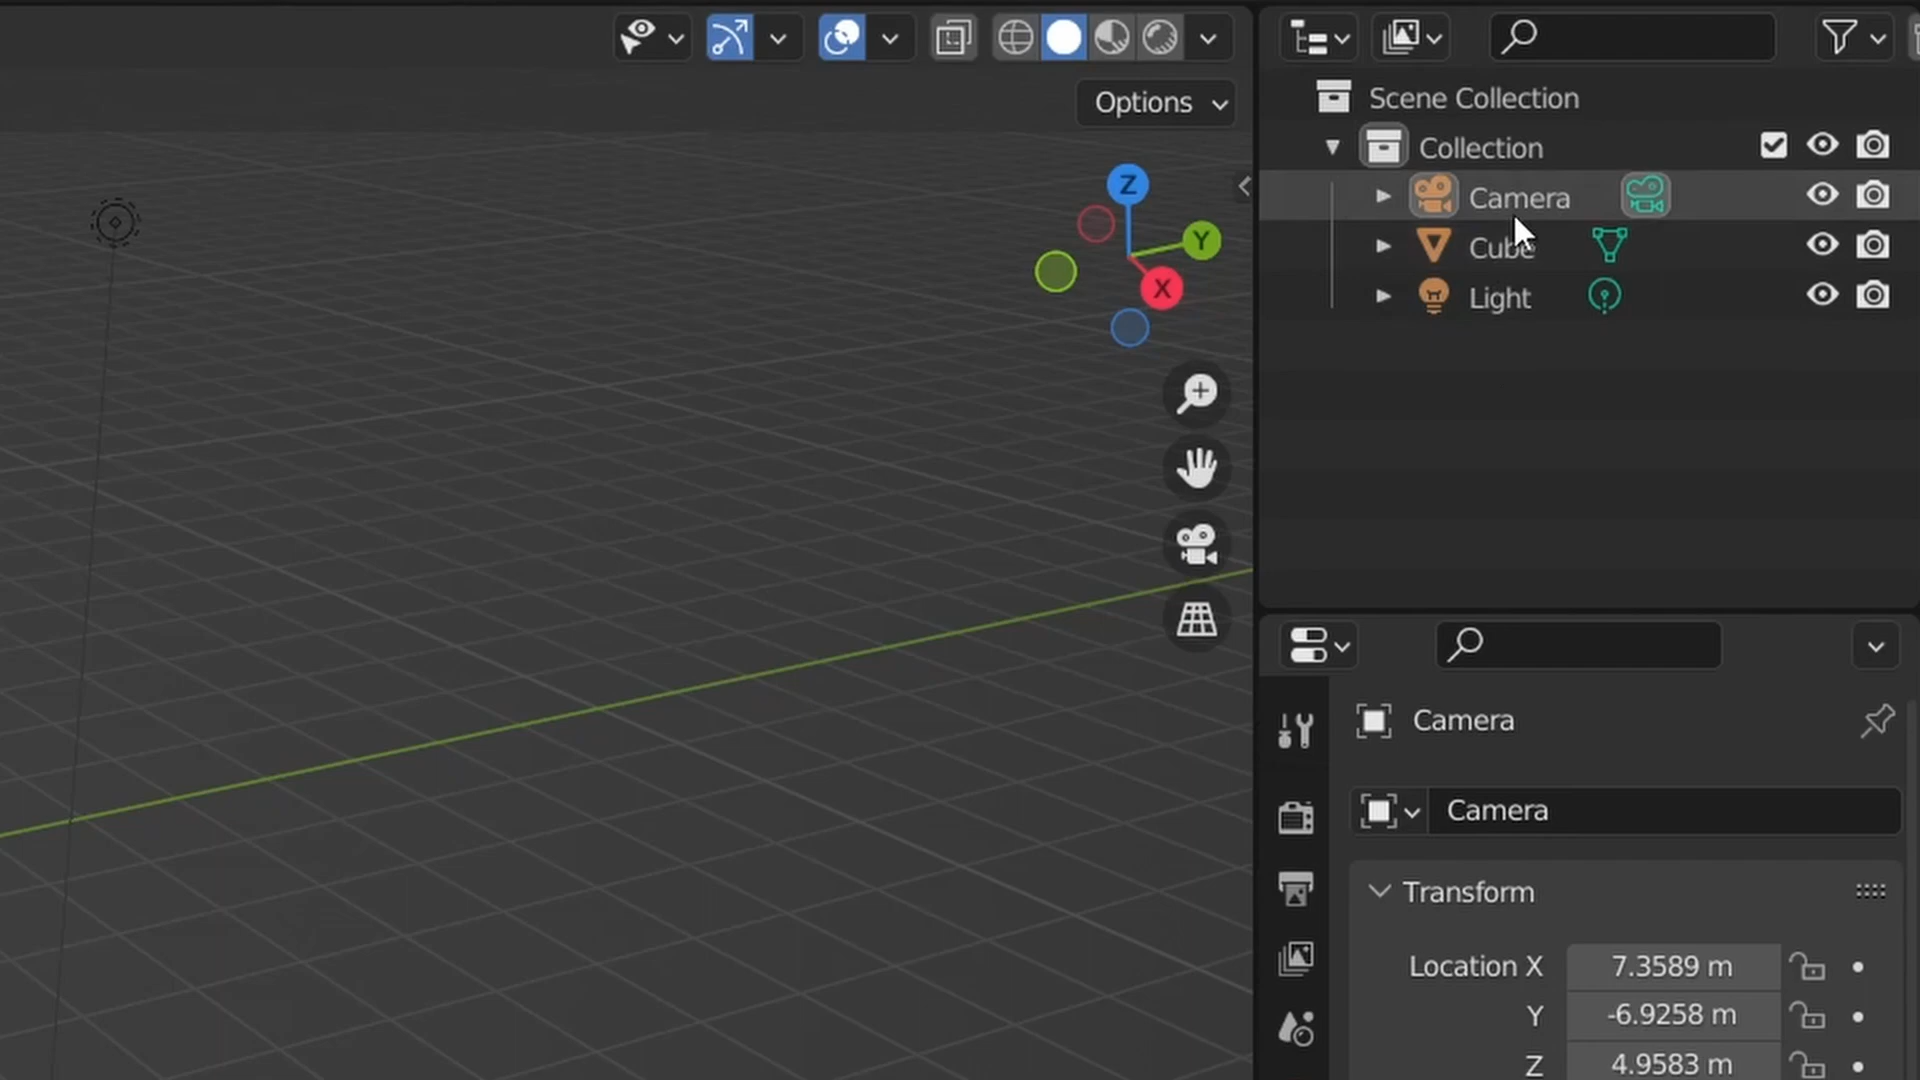 Options
Z
Y
X
Scene Collection
Collection
Camera
Cube
Light
Camera
Camera
Transform
Location X 7.3589 m
Y -6.9258 m
Z 4.9583 m